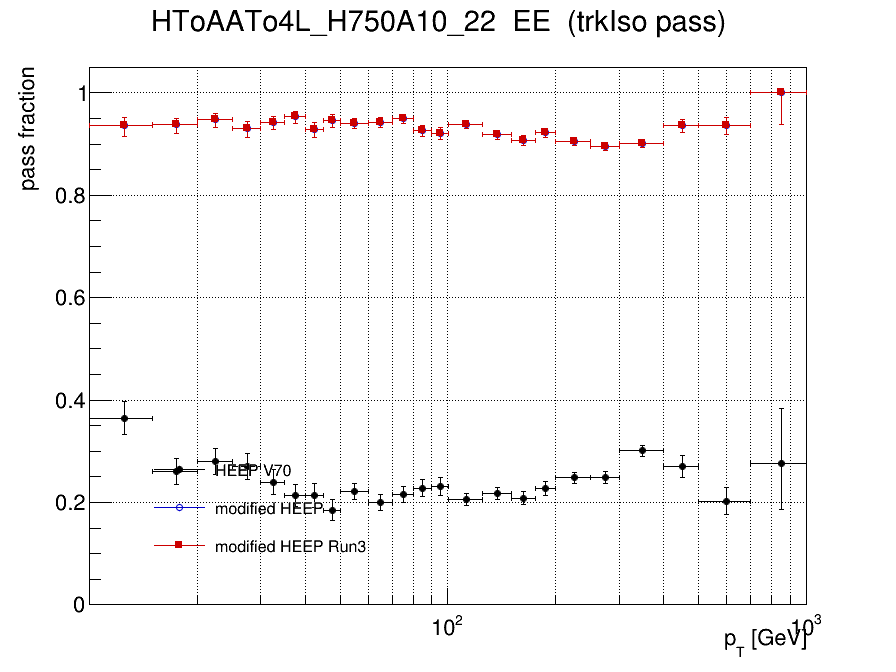 HToAATo4L_H750A10_22 EE (trkIso pass)
pass fraction
1
0.8
0.6
0.4
0.2
0
HEEP V70
modified HEEP
modified HEEP Run3
10²
10³
p_T [GeV]